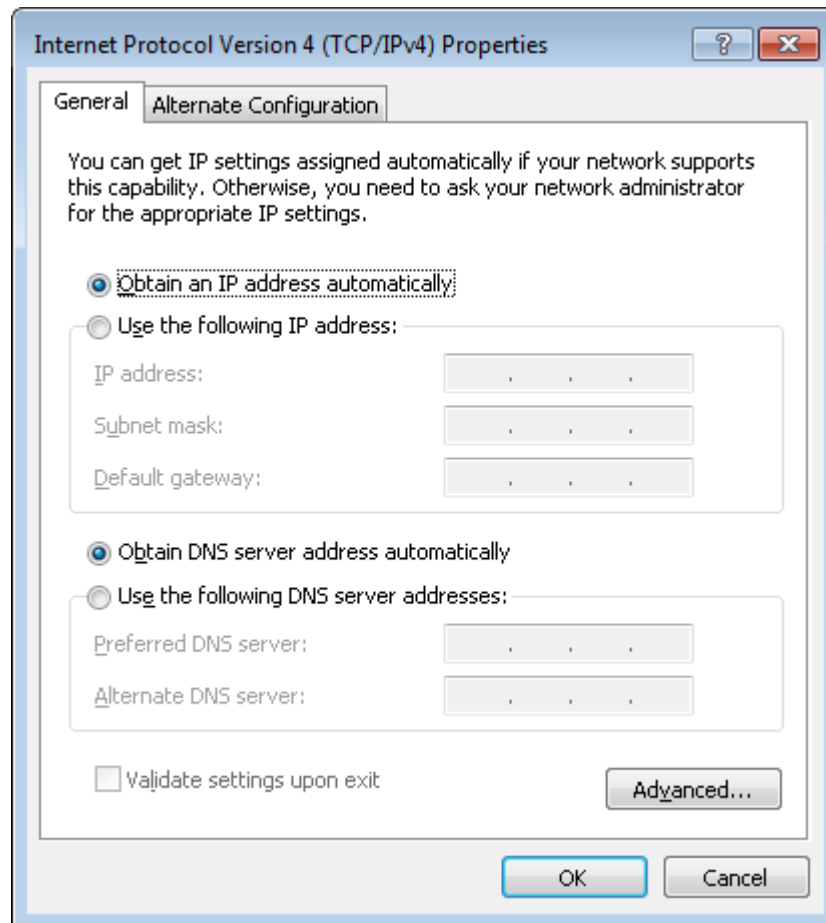 Internet Protocol Version 4 (TCP/IPv4) Properties
General
Alternate Configuration
You can get IP settings assigned automatically if your network supports
this capability. Otherwise, you need to ask your network administrator
for the appropriate IP settings.
Obtain an IP address automatically
Use the following IP address:
IP address:
Subnet mask:
Default gateway:
Obtain DNS server address automatically
Use the following DNS server addresses:
Preferred DNS server:
Alternate DNS server:
Validate settings upon exit
Advanced...
OK
Cancel